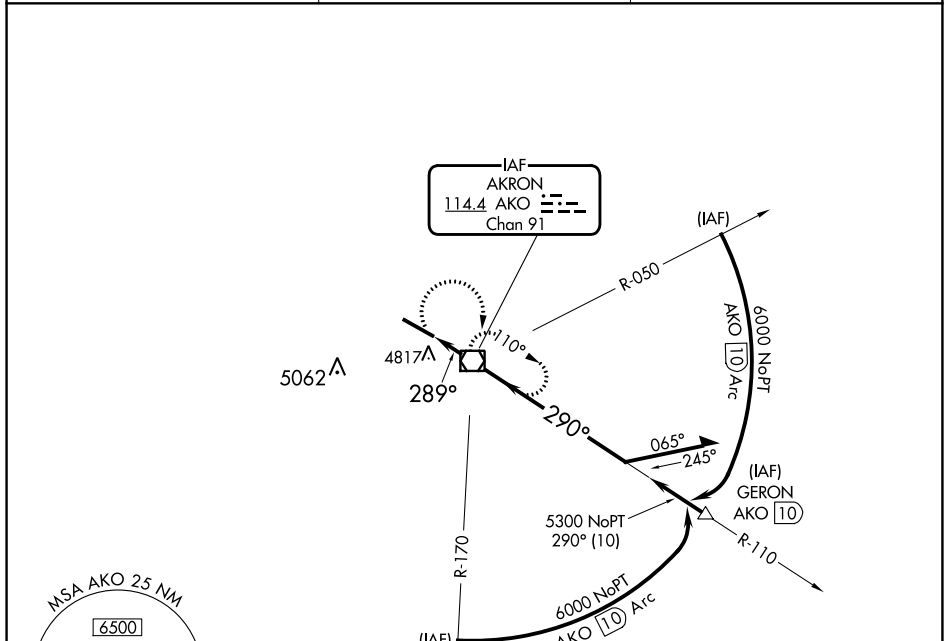 IAF
AKRON
114.4 AKO
Chan 91
(IAF)
R-050
6000 NoPT
AKO 10 Arc
110°
4817
5062
289°
290°
065°
245°
(IAF)
GERON
AKO 10
5300 NoPT
290° (10)
R-110
R-170
6000 NoPT
AKO 10 Arc
(IAF)
MSA AKO 25 NM
6500